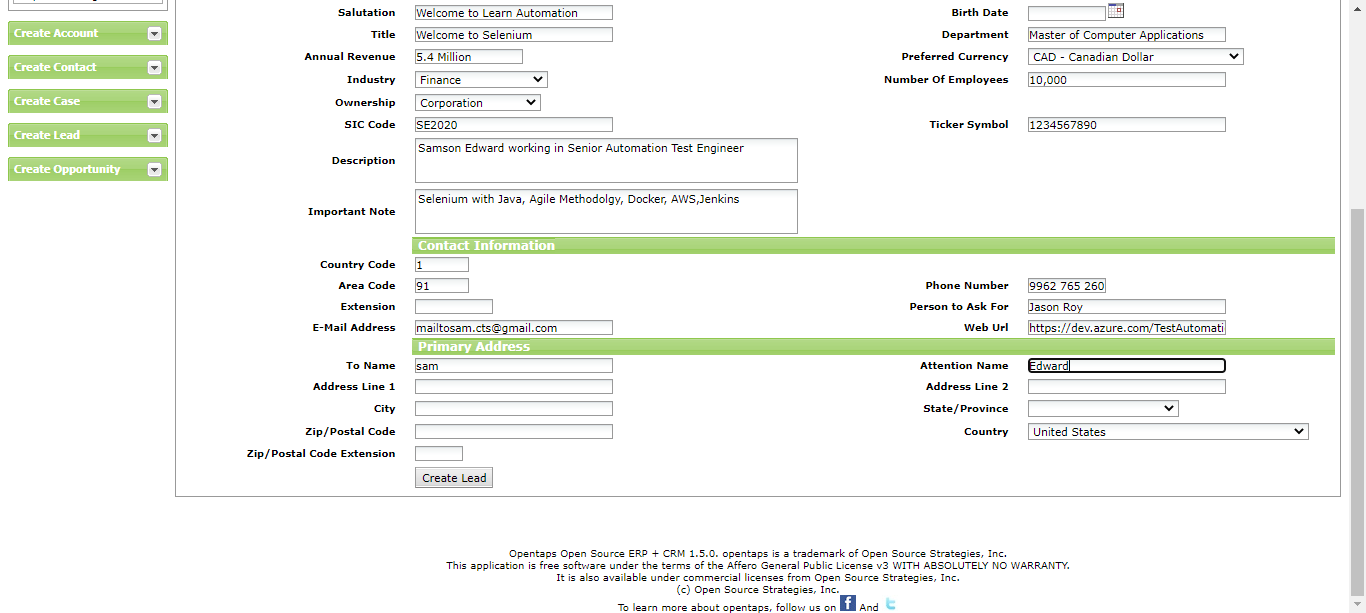 Salutation Welcome to Learn Automation Birth Date
Create Account Title Welcome to Selenium Department Master of Computer Applications
Annual Revenue 5.4 Million Preferred Currency CAD - Canadian Dollar
Create Contact Industry Finance Number Of Employees 10,000
Create Case Ownership Corporation
SIC Code SE2020 Ticker Symbol 1234567890
Create Lead
Description Samson Edward working in Senior Automation Test Engineer
Create Opportunity
Important Note Selenium with Java, Agile Methodolgy, Docker, AWS,Jenkins
Contact Information
Country Code 1
Area Code 91 Phone Number 9962 765 260
Extension Person to Ask For Jason Roy
E-Mail Address mailtosam.cts@gmail.com Web Url https://dev.azure.com/TestAutomati
Primary Address
To Name sam Attention Name Edward
Address Line 1 Address Line 2
City State/Province
Zip/Postal Code Country United States
Zip/Postal Code Extension
Create Lead
Opentaps Open Source ERP + CRM 1.5.0. opentaps is a trademark of Open Source Strategies, Inc.
This application is free software under the terms of the Affero General Public License v3 WITH ABSOLUTELY NO WARRANTY.
It is also available under commercial licenses from Open Source Strategies, Inc.
(c) Open Source Strategies, Inc.
To learn more about opentaps, follow us on f And t